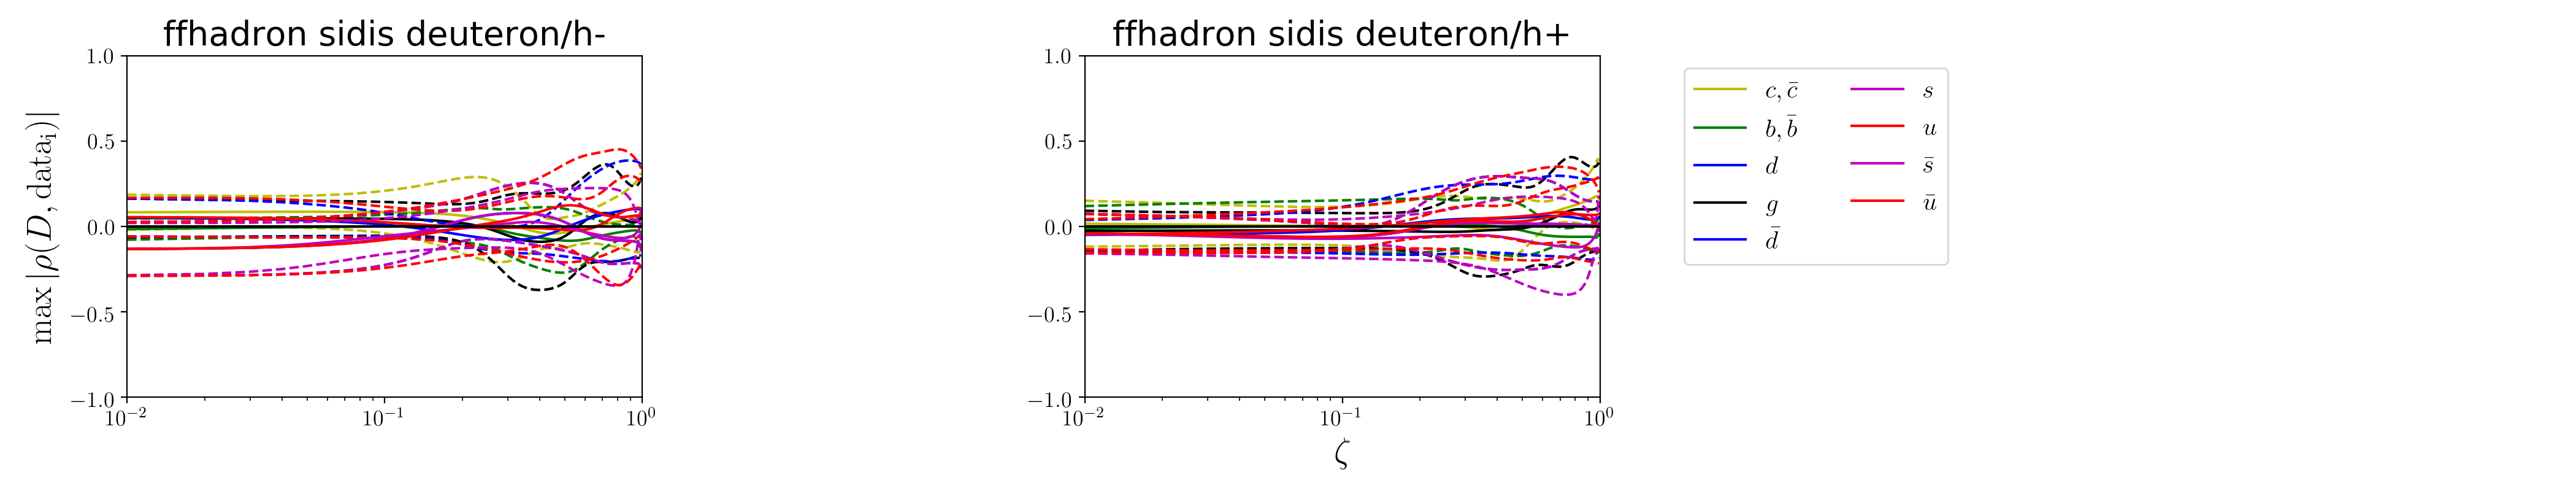 ffhadron sidis deuteron/h-
max |ρ(D, data_i)|
1.0
0.5
0.0
−0.5
−1.0
10^−2
10^−1
10^0
ffhadron sidis deuteron/h+
1.0
0.5
0.0
−0.5
−1.0
10^−2
10^−1
10^0
ζ
c, c̄
b, b̄
d
g
d̄
s
u
s̄
ū